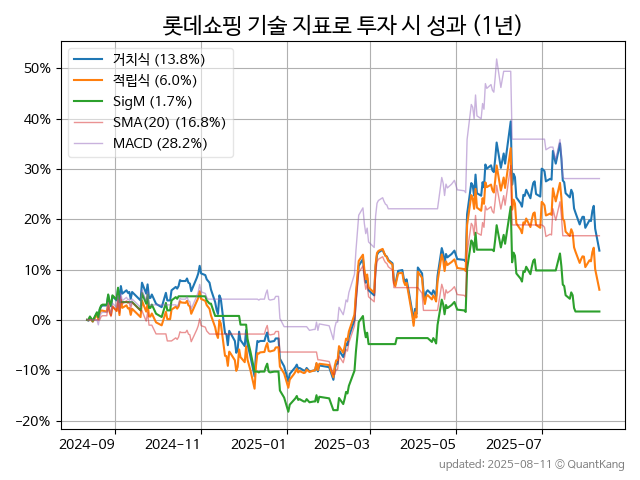 롯데쇼핑 기술 지표로 투자 시 성과 (1년)
거치식 (13.8%)
적립식 (6.0%)
SigM (1.7%)
SMA(20) (16.8%)
MACD (28.2%)
50%
40%
30%
20%
10%
0%
−10%
−20%
2024−09
2024−11
2025−01
2025−03
2025−05
2025−07
updated: 2025-08-11 © QuantKang